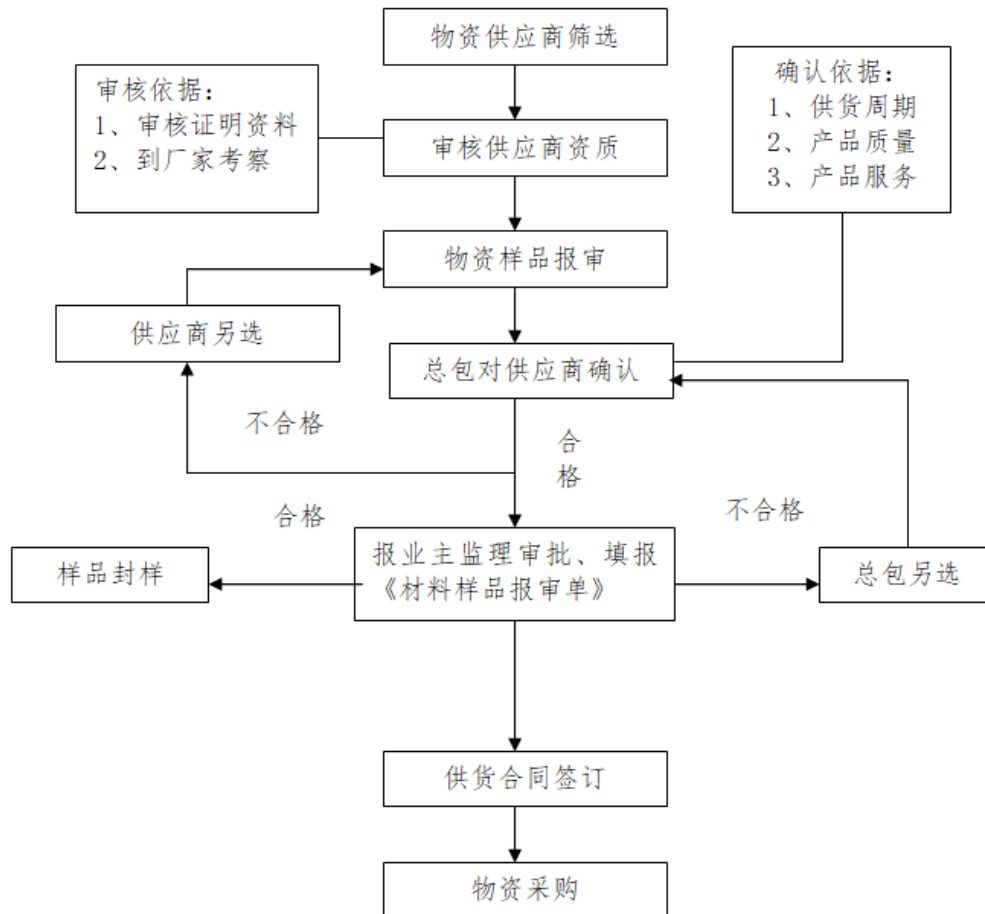 物资供应商筛选
审核依据：
1、审核证明资料
2、到厂家考察
确认依据：
1、供货周期
2、产品质量
3、产品服务
审核供应商资质
物资样品报审
供应商另选
总包对供应商确认
不合格
合
格
合格
不合格
样品封样
报业主监理审批、填报
《材料样品报审单》
总包另选
供货合同签订
物资采购